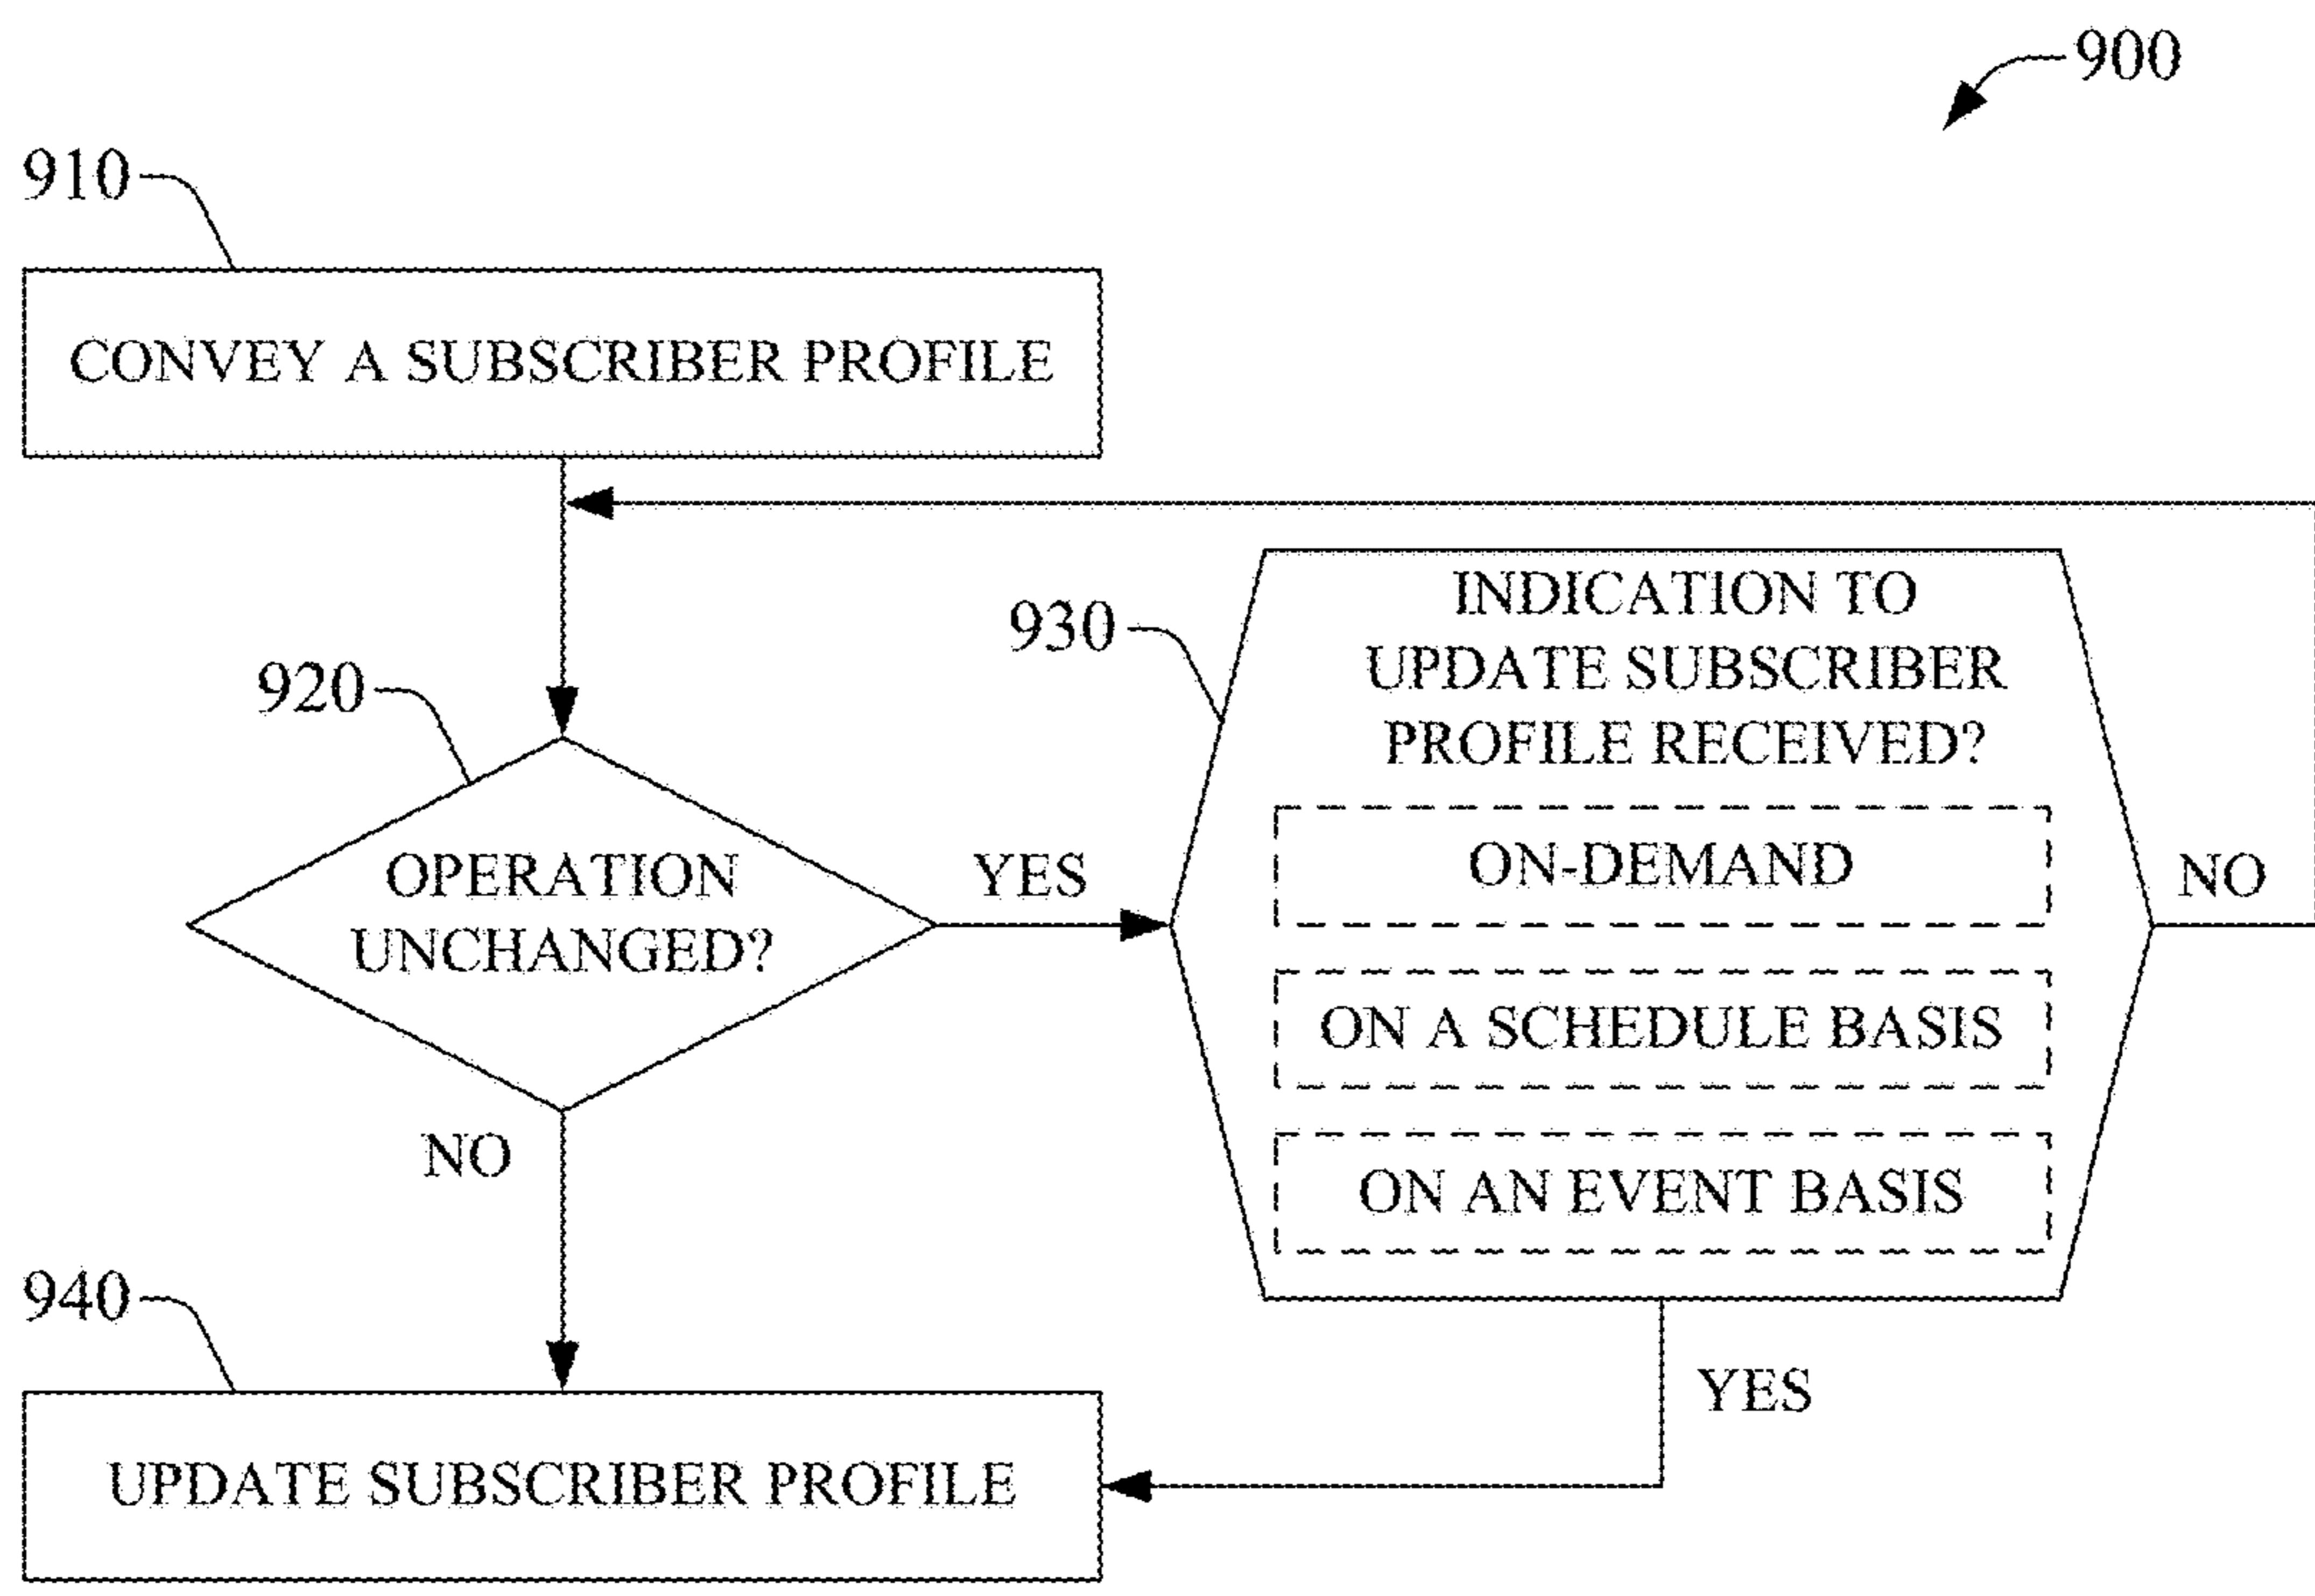 900
910
CONVEY A SUBSCRIBER PROFILE
920
OPERATION
UNCHANGED?
YES
NO
930
INDICATION TO
UPDATE SUBSCRIBER
PROFILE RECEIVED?
ON-DEMAND
ON A SCHEDULE BASIS
ON AN EVENT BASIS
NO
YES
940
UPDATE SUBSCRIBER PROFILE